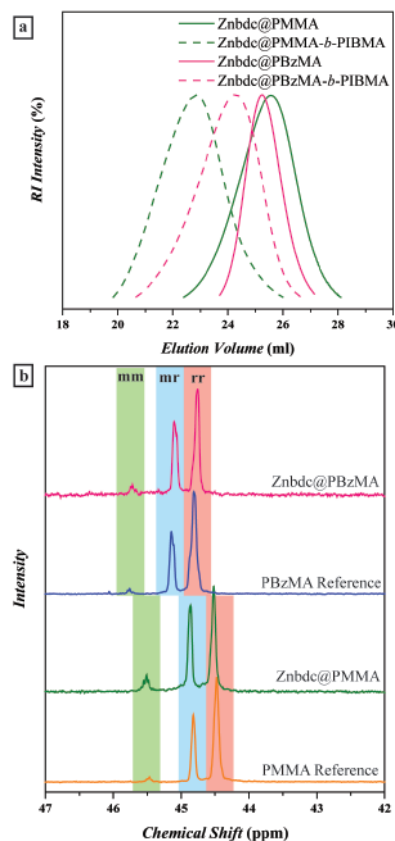 a
Znbdc@PMMA
Znbdc@PMMA-b-PIBMA
Znbdc@PBzMA
Znbdc@PBzMA-b-PIBMA
RI Intensity (%)
18 20 22 24 26 28 30
Elution Volume (ml)
b
mm mr rr
Znbdc@PBzMA
PBzMA Reference
Znbdc@PMMA
PMMA Reference
Intensity
47 46 45 44 43 42
Chemical Shift (ppm)